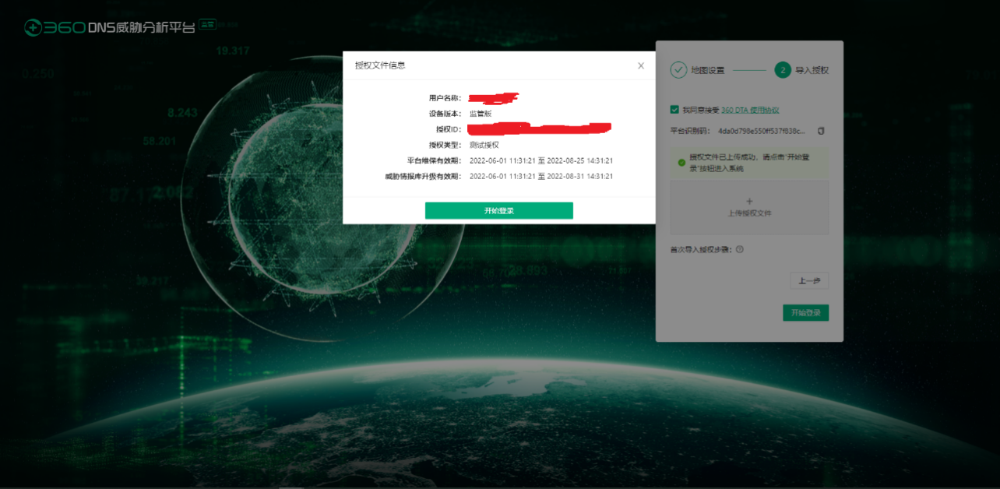 360 DNS威胁分析平台 监管
19.317
0.256
8.243
58.201
授权文件信息
用户名称：
设备版本： 监管版
授权ID：
授权类型： 测试授权
平台维保有效期： 2022-06-01 11:31:21 至 2022-08-25 14:31:21
威胁情报库升级有效期： 2022-06-01 11:31:21 至 2022-08-31 14:31:21
开始登录
地图设置
2 导入授权
我同意接受 360 DTA 使用协议
平台识别码： 4da0d798e550ff537f838c...
授权文件已上传成功，请点击"开始登
录"按钮进入系统
上传授权文件
首次导入授权步骤：
上一步
开始登录